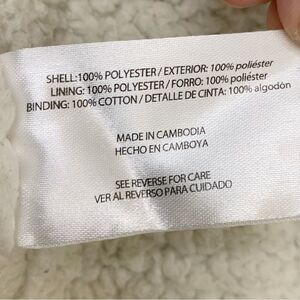 SHELL:100% POLYESTER / EXTERIOR: 100% poliéster
LINING: 100% POLYESTER / FORRO: 100% poliéster
BINDING: 100% COTTON / DETALLE DE CINTA: 100% algodón
MADE IN CAMBODIA
HECHO EN CAMBOYA
SEE REVERSE FOR CARE
VER AL REVERSO PARA CUIDADO